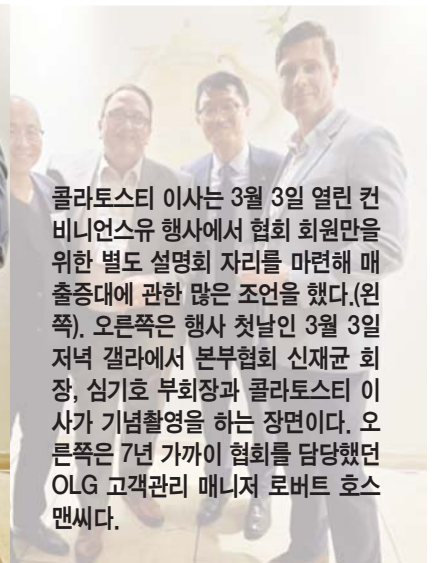 콜라토스티 이사는 3월 3일 열린 컨
비니언스유 행사에서 협회 회원만을
위한 별도 설명회 자리를 마련해 매
출증대에 관한 많은 조언을 했다.(왼
쪽). 오른쪽은 행사 첫날인 3월 3일
저녁 갤라에서 본부협회 신재균 회
장, 심기호 부회장과 콜라토스티 이
사가 기념촬영을 하는 장면이다. 오
른쪽은 7년 가까이 협회를 담당했던
OLG 고객관리 매니저 로버트 호스
맨씨다.